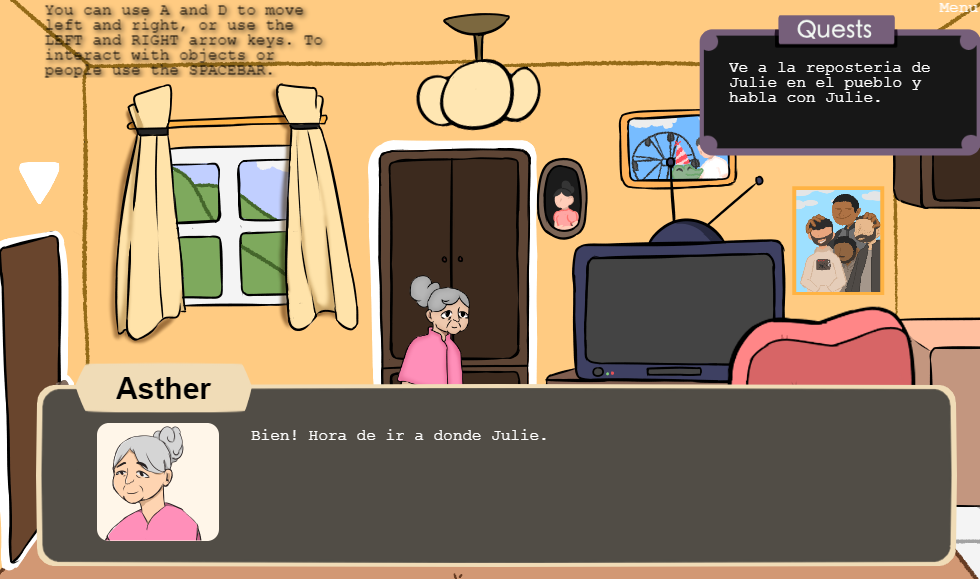 You can use A and D to move
left and right, or use the
LEFT and RIGHT arrow keys. To
interact with objects or
people use the SPACEBAR.
Menu
Quests
Ve a la reposteria de
Julie en el pueblo y
habla con Julie.
Asther
Bien! Hora de ir a donde Julie.